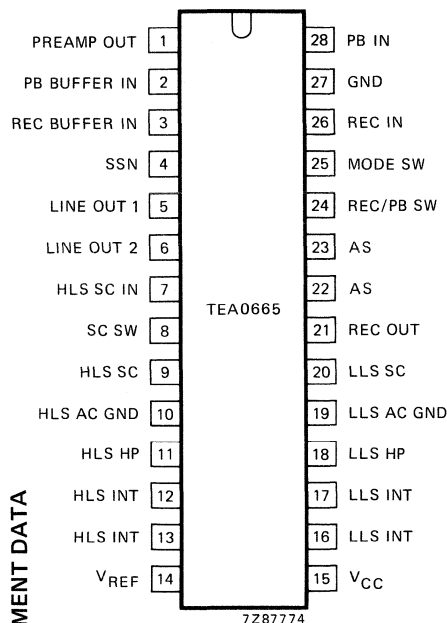 PREAMP OUT 1 28 PB IN
PB BUFFER IN 2 27 GND
REC BUFFER IN 3 26 REC IN
SSN 4 25 MODE SW
LINE OUT 1 5 24 REC/PB SW
LINE OUT 2 6 23 AS
HLS SC IN 7 22 AS
TEA0665
SC SW 8 21 REC OUT
HLS SC 9 20 LLS SC
HLS AC GND 10 19 LLS AC GND
HLS HP 11 18 LLS HP
HLS INT 12 17 LLS INT
HLS INT 13 16 LLS INT
VREF 14 15 VCC
7Z87774
MENT DATA